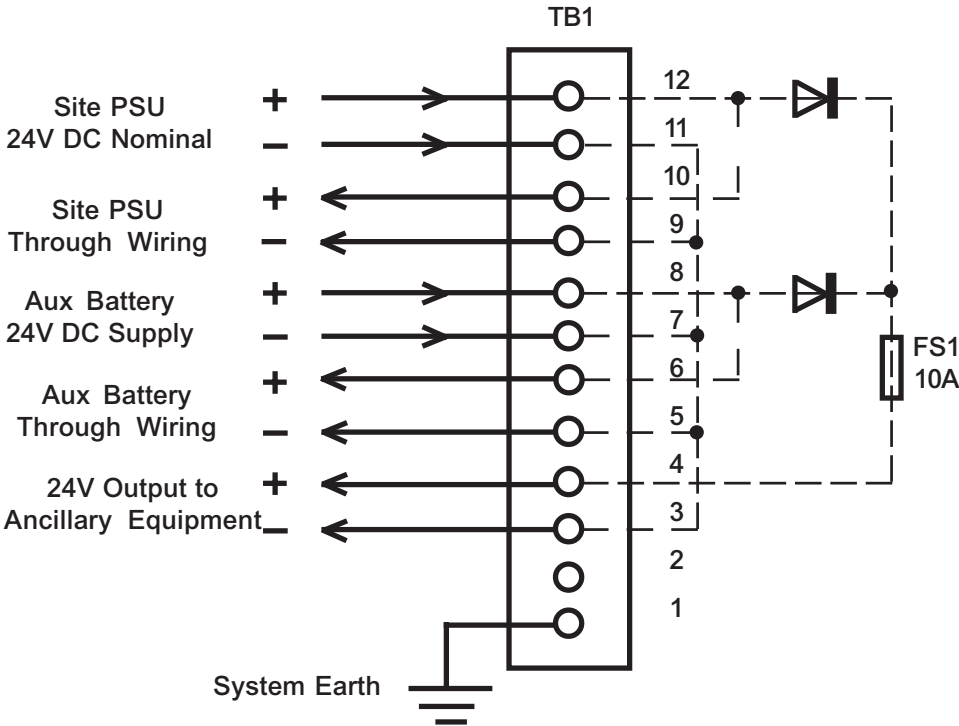 TB1
Site PSU
24V DC Nominal
+
−
12
11
Site PSU
Through Wiring
+
−
10
9
Aux Battery
24V DC Supply
+
−
8
7
Aux Battery
Through Wiring
+
−
6
5
FS1
10A
24V Output to
Ancillary Equipment
+
−
4
3
2
1
System Earth